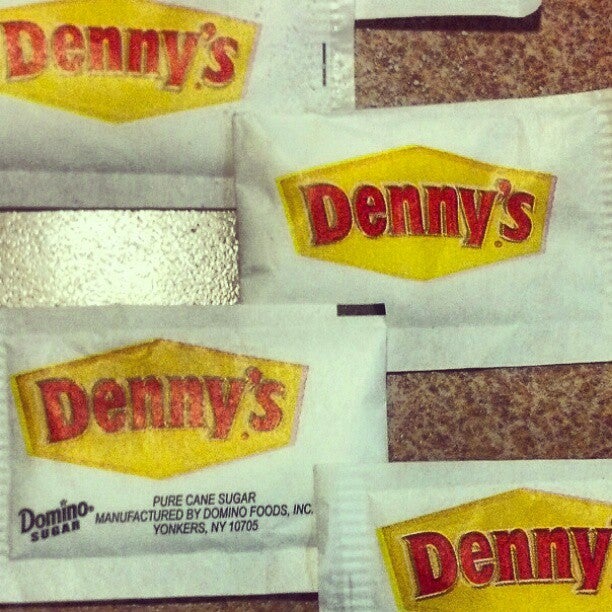 Denny's
Denny's
Denny's
Domino®
SUGAR
PURE CANE SUGAR
MANUFACTURED BY DOMINO FOODS, INC.
YONKERS, NY 10705
Denny